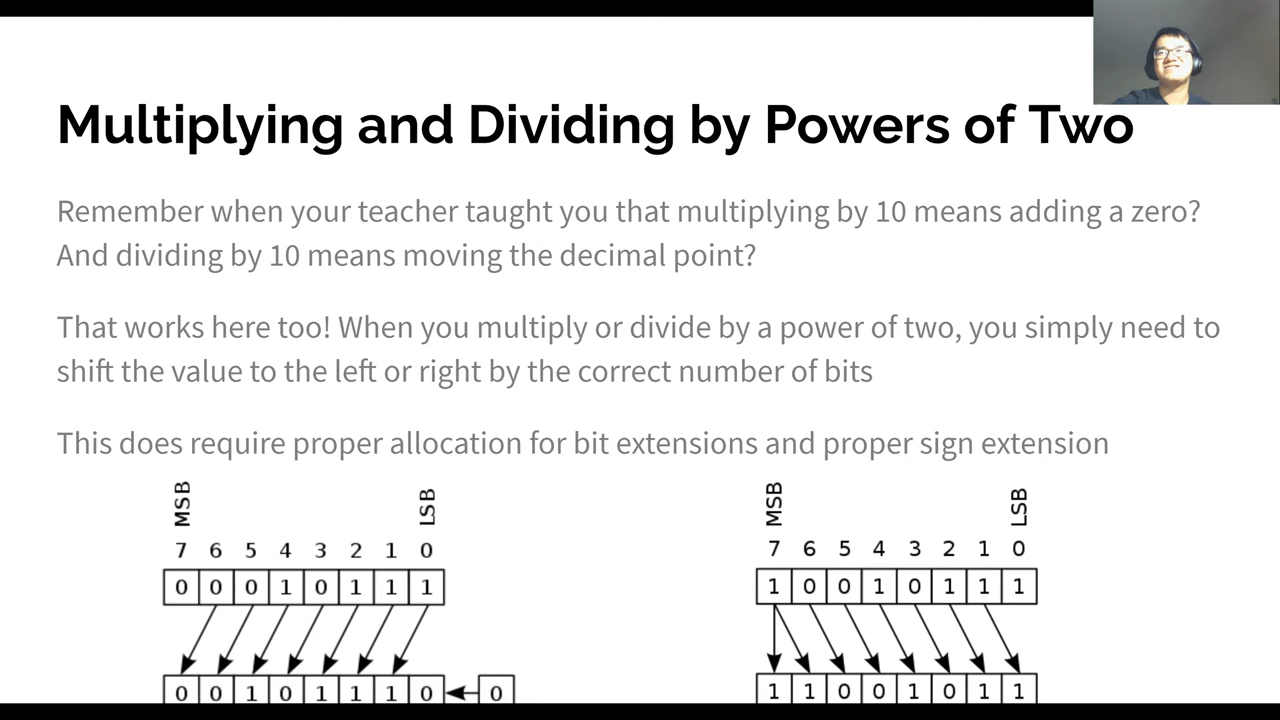 Multiplying and Dividing by Powers of Two
Remember when your teacher taught you that multiplying by 10 means adding a zero?
And dividing by 10 means moving the decimal point?
That works here too! When you multiply or divide by a power of two, you simply need to
shift the value to the left or right by the correct number of bits
This does require proper allocation for bit extensions and proper sign extension
MSB LSB
7 6 5 4 3 2 1 0
0 0 0 1 0 1 1 1
0 0 1 0 1 1 1 0 0
MSB LSB
7 6 5 4 3 2 1 0
1 0 0 1 0 1 1 1
1 1 0 0 1 0 1 1